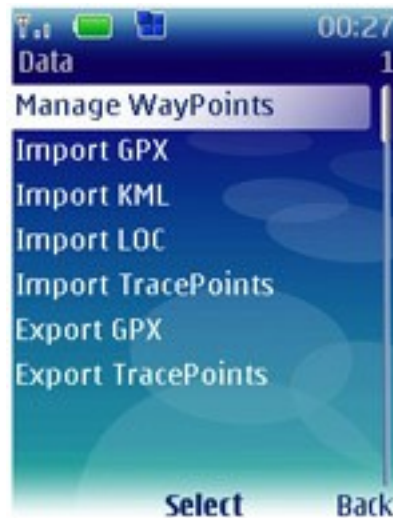 00:27
Data 1
Manage WayPoints
Import GPX
Import KML
Import LOC
Import TracePoints
Export GPX
Export TracePoints
Select Back